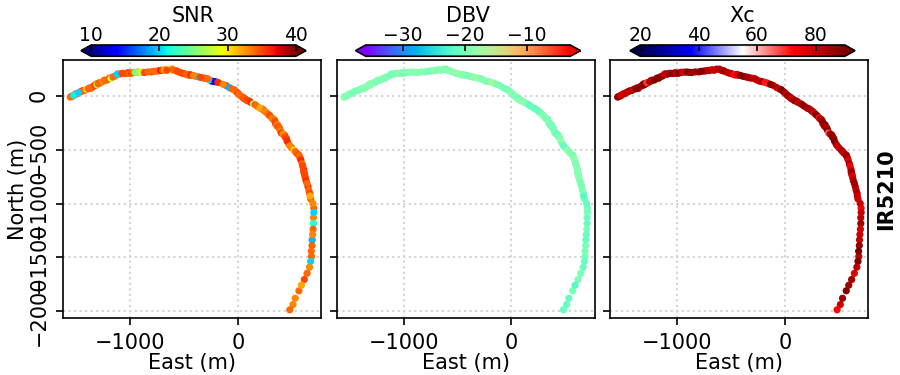 SNR
DBV
Xc
10 20 30 40
−30 −20 −10
20 40 60 80
North (m)
0
−500
−1000
−1500
−2000
−1000 0
−1000 0
−1000 0
East (m)
East (m)
East (m)
IR5210